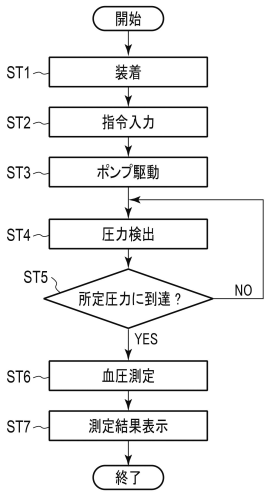 開始
ST1 装着
ST2 指令入力
ST3 ポンプ駆動
ST4 圧力検出
ST5
所定圧力に到達?
NO
YES
ST6 血圧測定
ST7 測定結果表示
終了